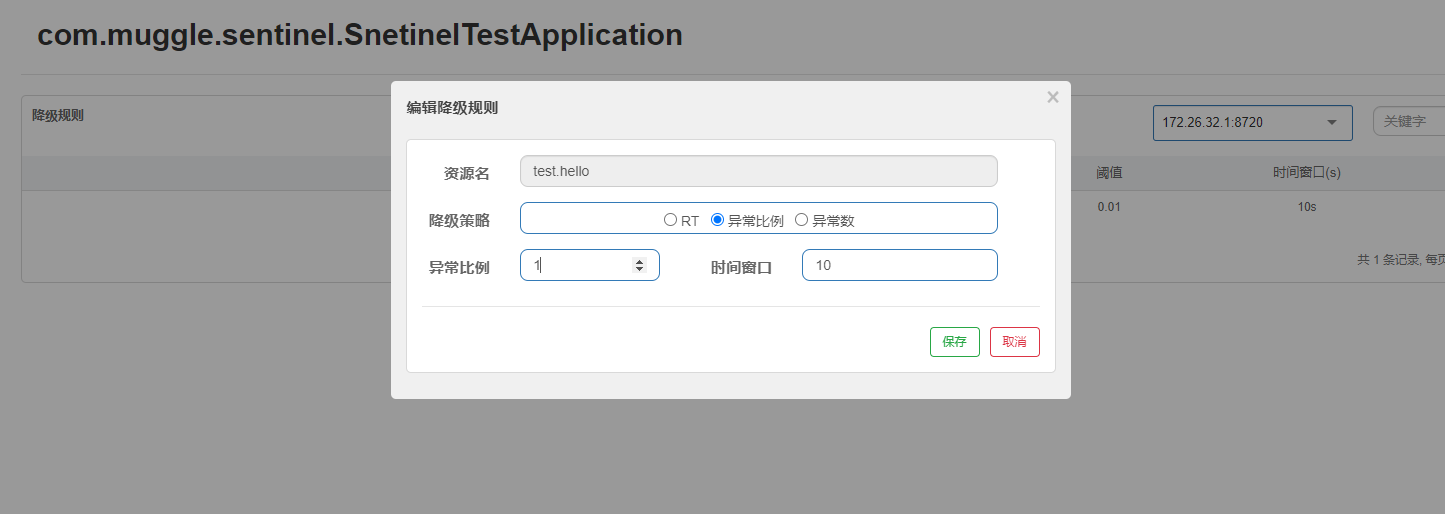 com.muggle.sentinel.SnetinelTestApplication
降级规则
172.26.32.1:8720
关键字
阈值
时间窗口(s)
0.01
10s
共 1 条记录, 每页
编辑降级规则
×
资源名
test.hello
降级策略
RT 异常比例 异常数
异常比例
1
时间窗口
10
保存
取消